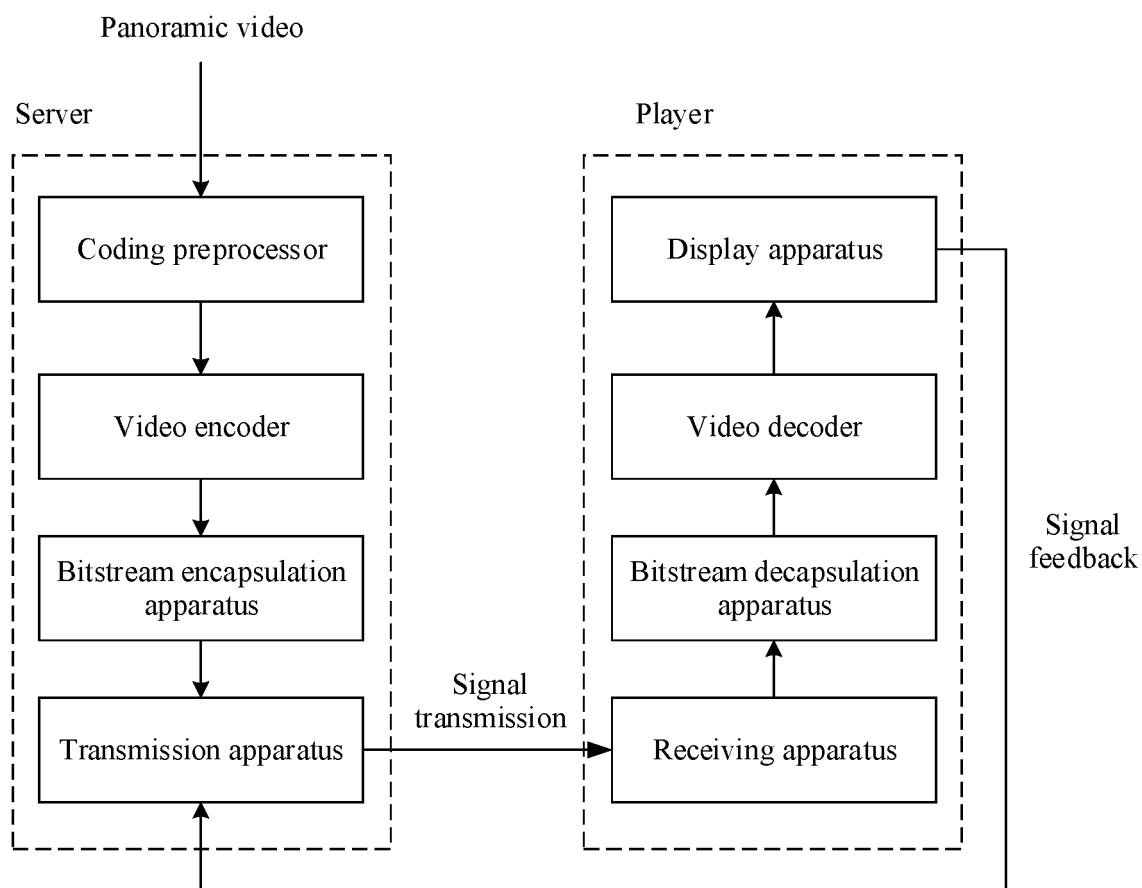 Panoramic video
Server
Player
Coding preprocessor
Video encoder
Bitstream encapsulation
apparatus
Transmission apparatus
Signal
transmission
Display apparatus
Video decoder
Bitstream decapsulation
apparatus
Receiving apparatus
Signal
feedback